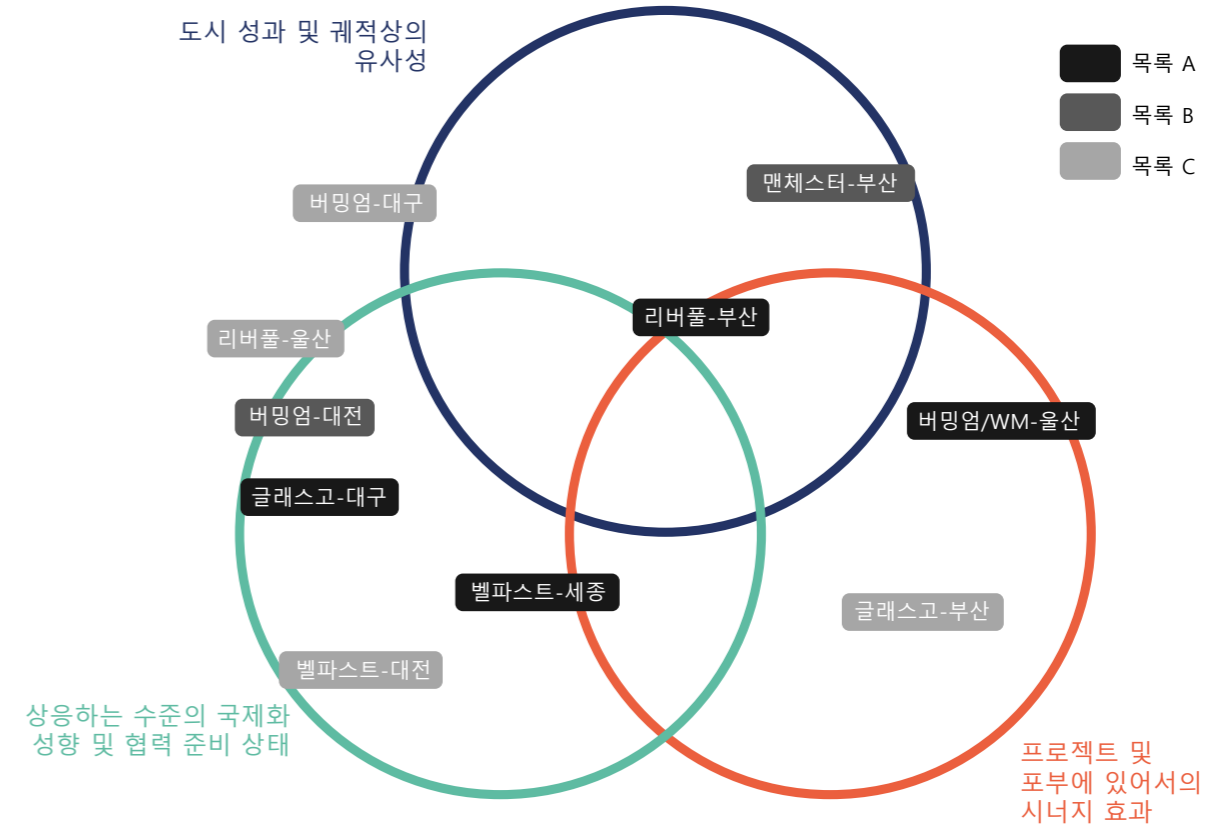 도시 성과 및 궤적상의
유사성
목록 A
목록 B
목록 C
맨체스터-부산
버밍엄-대구
리버풀-부산
리버풀-울산
버밍엄-대전
버밍엄/WM-울산
글래스고-대구
벨파스트-세종
글래스고-부산
벨파스트-대전
상응하는 수준의 국제화
성향 및 협력 준비 상태
프로젝트 및
포부에 있어서의
시너지 효과